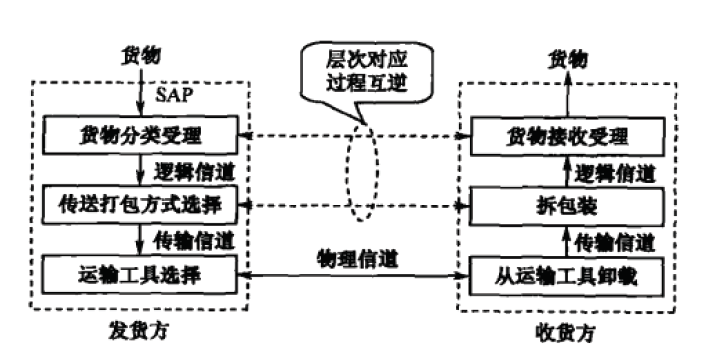 货物
层次对应
过程互逆
货物
SAP
货物分类受理
货物接收受理
逻辑信道
逻辑信道
传送打包方式选择
拆包装
传输信道
传输信道
物理信道
运输工具选择
从运输工具卸载
发货方
收货方